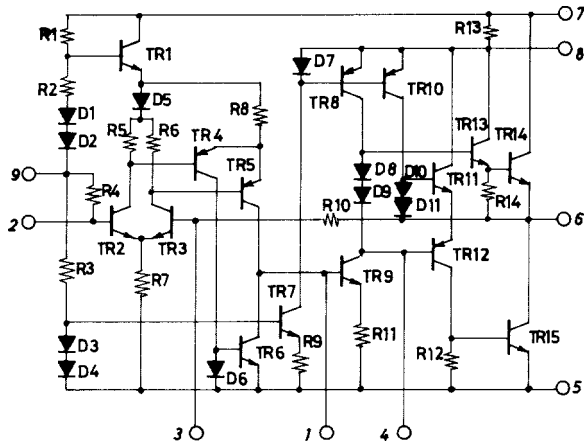 R1
R13
7
TR1
D7
8
R2
D5
R8
TR8
TR10
D1
R5
R6
TR4
TR13
TR14
D2
TR5
D8
D10
TR11
9
R4
D9
D11
R14
2
R10
6
TR2
TR3
TR12
R3
R7
TR7
TR9
D3
R9
R11
D4
D6
TR6
R12
TR15
5
3
1
4